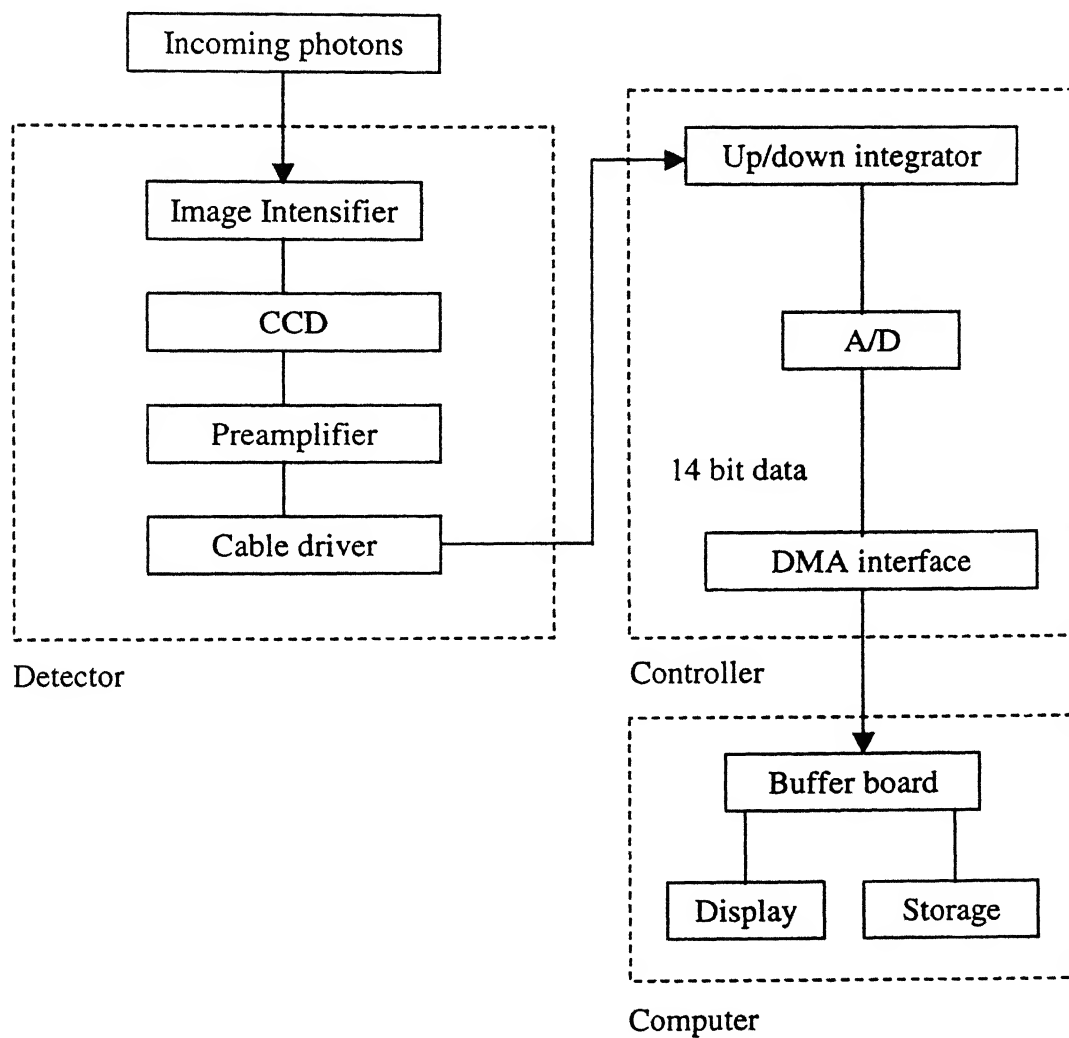 Incoming photons
Image Intensifier
CCD
Preamplifier
Cable driver
Detector
Up/down integrator
A/D
14 bit data
DMA interface
Controller
Buffer board
Display
Storage
Computer